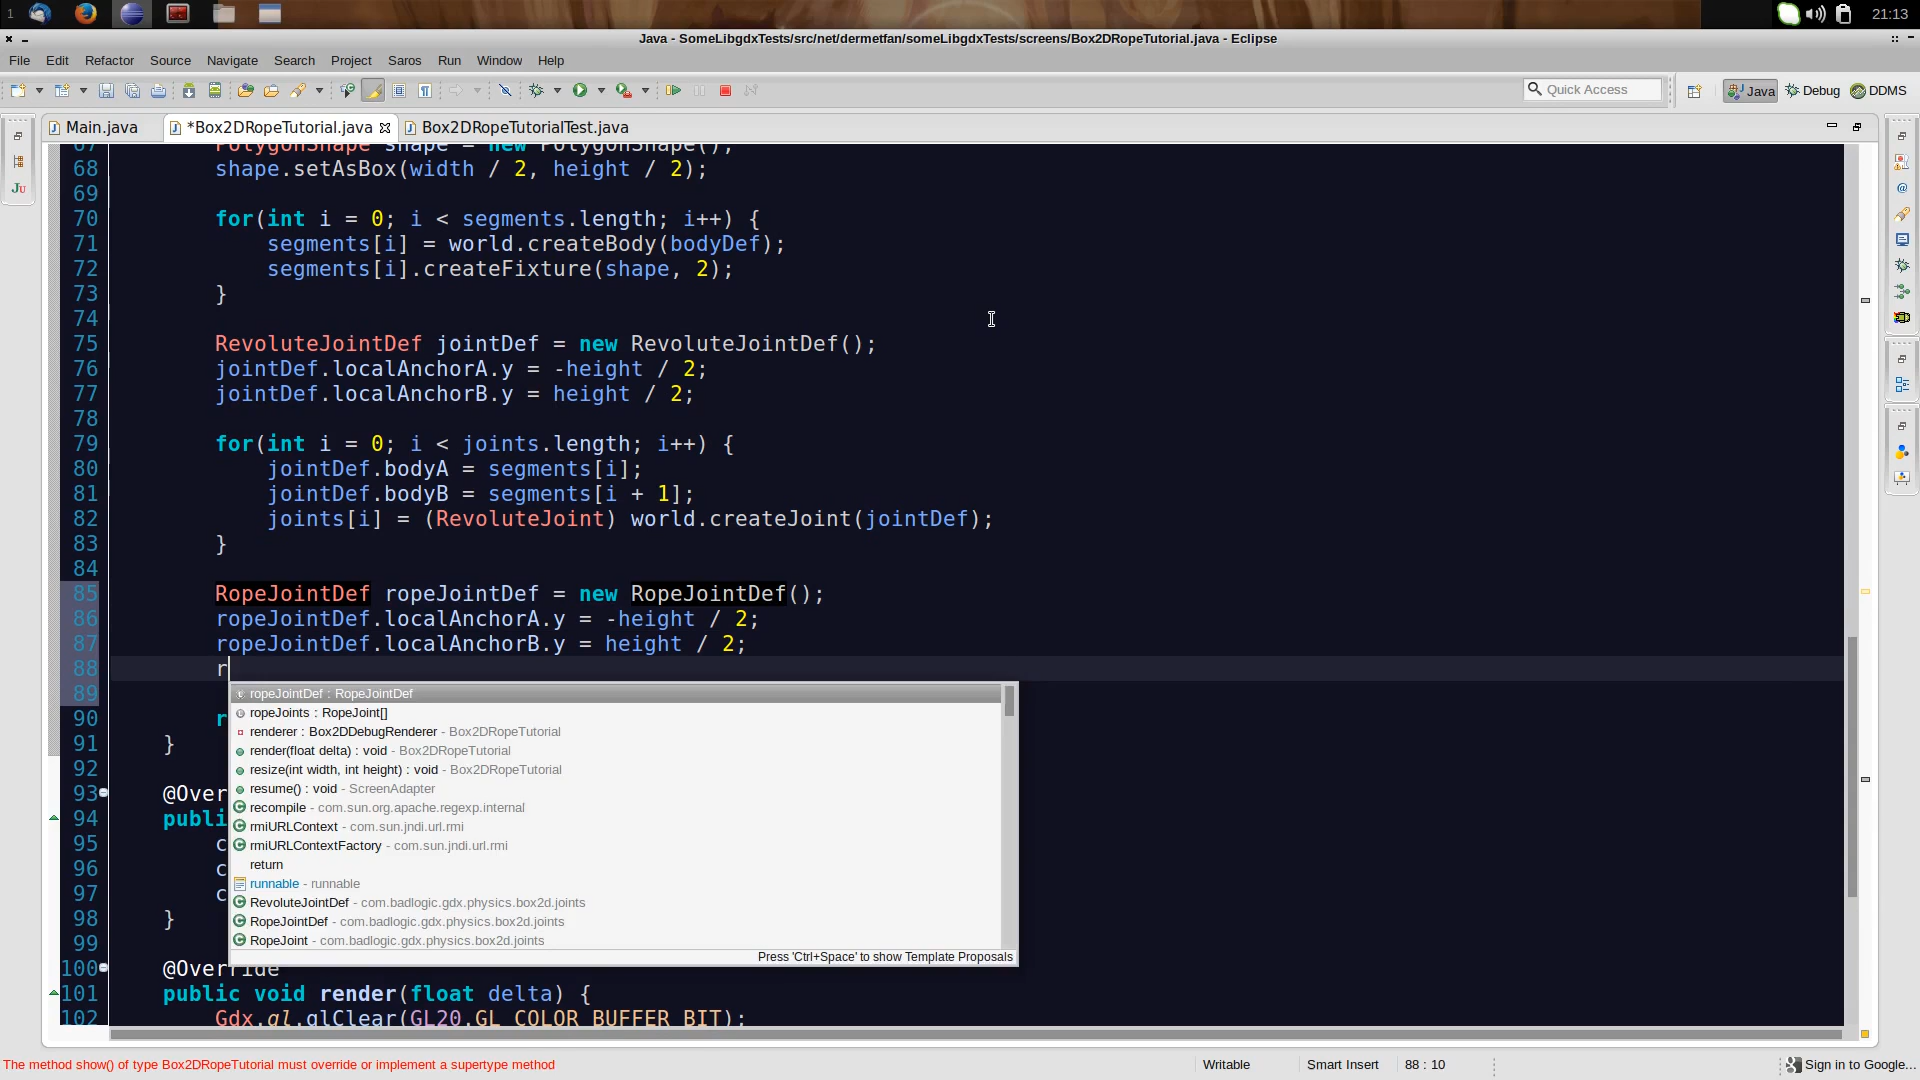 1
21:13
Java - SomeLibgdxTests/src/net/dermetfan/someLibgdxTests/screens/Box2DRopeTutorial.java - Eclipse
File Edit Refactor Source Navigate Search Project Saros Run Window Help
Quick Access
Java Debug DDMS
Main.java *Box2DRopeTutorial.java Box2DRopeTutorialTest.java
67 PolygonShape shape = new PolygonShape();
68 shape.setAsBox(width / 2, height / 2);
69
70 for(int i = 0; i < segments.length; i++) {
71 segments[i] = world.createBody(bodyDef);
72 segments[i].createFixture(shape, 2);
73 }
74
75 RevoluteJointDef jointDef = new RevoluteJointDef();
76 jointDef.localAnchorA.y = -height / 2;
77 jointDef.localAnchorB.y = height / 2;
78
79 for(int i = 0; i < joints.length; i++) {
80 jointDef.bodyA = segments[i];
81 jointDef.bodyB = segments[i + 1];
82 joints[i] = (RevoluteJoint) world.createJoint(jointDef);
83 }
84
85 RopeJointDef ropeJointDef = new RopeJointDef();
86 ropeJointDef.localAnchorA.y = -height / 2;
87 ropeJointDef.localAnchorB.y = height / 2;
88 r
89
ropeJointDef : RopeJointDef
ropeJoints : RopeJoint[]
renderer : Box2DDebugRenderer - Box2DRopeTutorial
render(float delta) : void - Box2DRopeTutorial
resize(int width, int height) : void - Box2DRopeTutorial
resume() : void - ScreenAdapter
recompile - com.sun.org.apache.regexp.internal
rmiURLContext - com.sun.jndi.url.rmi
rmiURLContextFactory - com.sun.jndi.url.rmi
return
runnable - runnable
RevoluteJointDef - com.badlogic.gdx.physics.box2d.joints
RopeJointDef - com.badlogic.gdx.physics.box2d.joints
RopeJoint - com.badlogic.gdx.physics.box2d.joints
Press 'Ctrl+Space' to show Template Proposals
90 r
91 }
92
93 @Over
94 publi
95 c
96 c
97 c
98 }
99
100 @Override
101 public void render(float delta) {
102 Gdx.gl.glClear(GL20.GL_COLOR_BUFFER_BIT);
The method show() of type Box2DRopeTutorial must override or implement a supertype method
Writable Smart Insert 88 : 10 Sign in to Google...